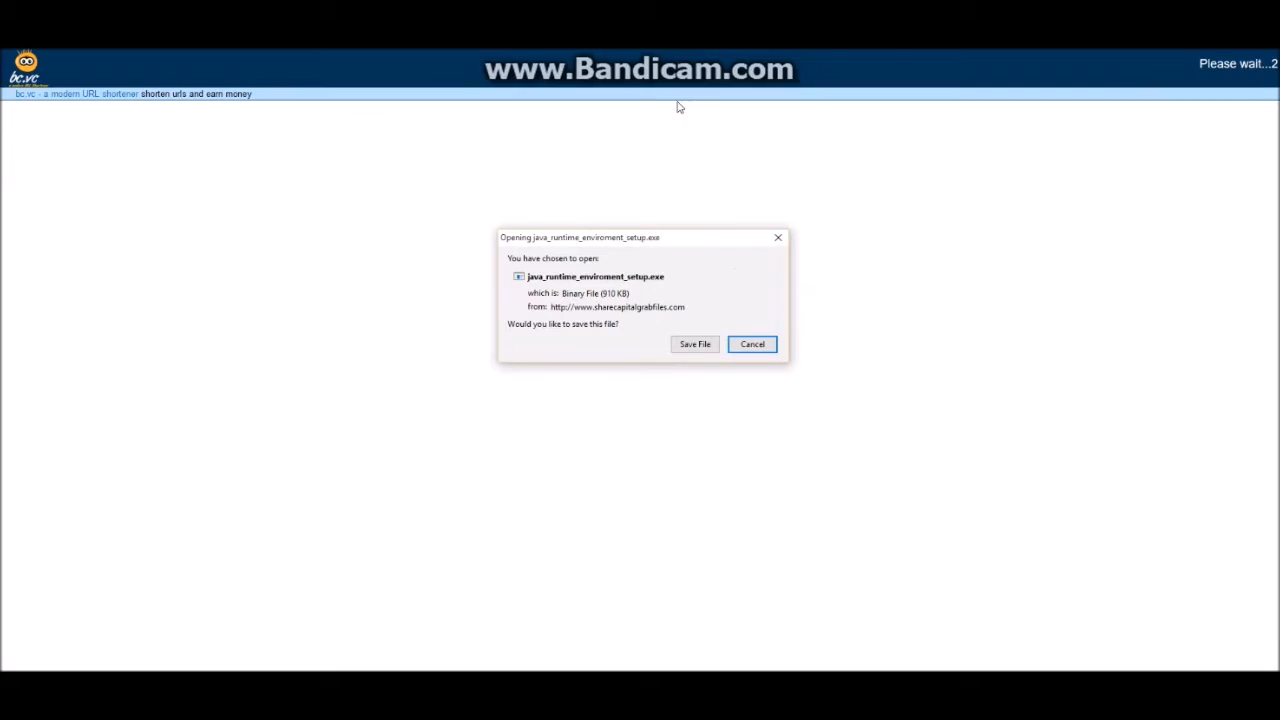 www.Bandicam.com
Please wait...2
bc.vc
bc.vc - a modern URL shortener shorten urls and earn money
Opening java_runtime_enviroment_setup.exe
You have chosen to open:
java_runtime_enviroment_setup.exe
which is: Binary File (910 KB)
from: http://www.sharecapitalgrabfiles.com
Would you like to save this file?
Save File
Cancel